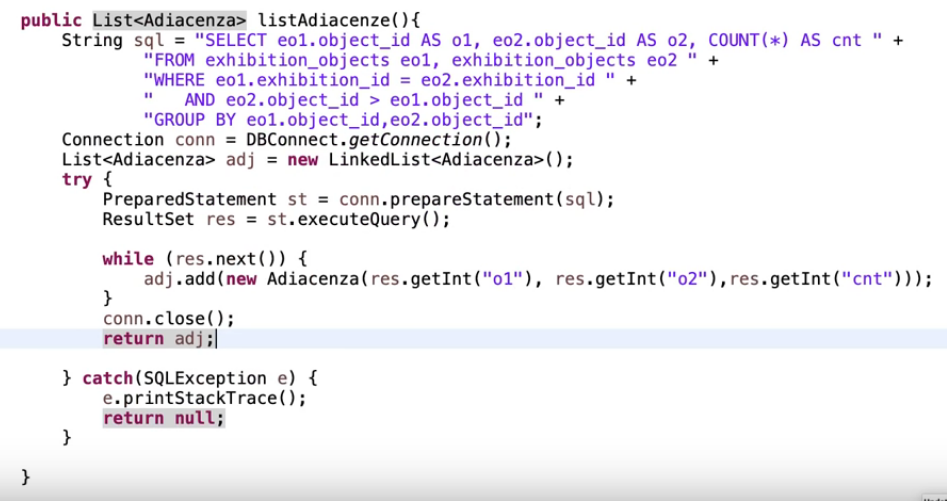 public List<Adiacenza> listAdiacenze(){
    String sql = "SELECT eo1.object_id AS o1, eo2.object_id AS o2, COUNT(*) AS cnt " +
            "FROM exhibition_objects eo1, exhibition_objects eo2 " +
            "WHERE eo1.exhibition_id = eo2.exhibition_id " +
            "   AND eo2.object_id > eo1.object_id " +
            "GROUP BY eo1.object_id,eo2.object_id";
    Connection conn = DBConnect.getConnection();
    List<Adiacenza> adj = new LinkedList<Adiacenza>();
    try {
        PreparedStatement st = conn.prepareStatement(sql);
        ResultSet res = st.executeQuery();

        while (res.next()) {
            adj.add(new Adiacenza(res.getInt("o1"), res.getInt("o2"),res.getInt("cnt")));
        }
        conn.close();
        return adj;

    } catch(SQLException e) {
        e.printStackTrace();
        return null;
    }

}